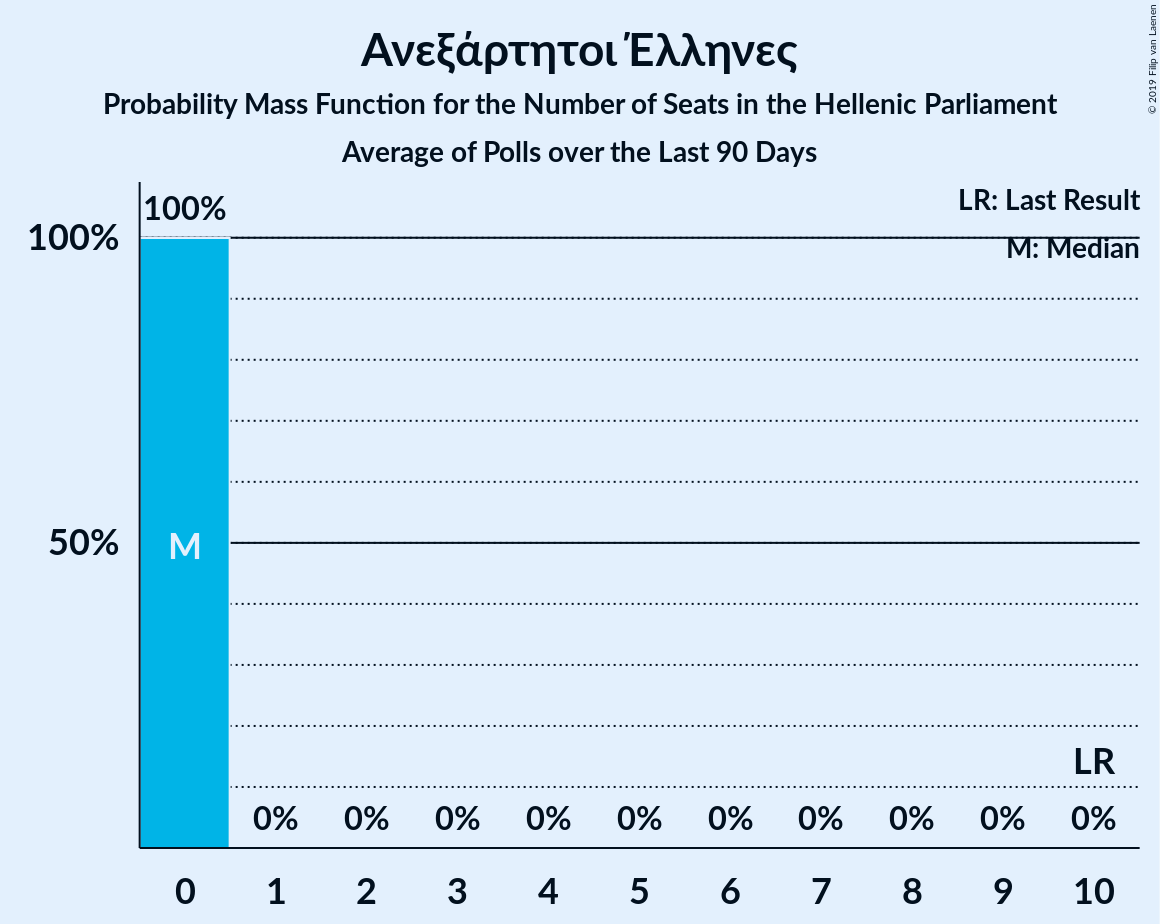 Ανεξάρτητοι Έλληνες
Probability Mass Function for the Number of Seats in the Hellenic Parliament
Average of Polls over the Last 90 Days
© 2019 Filip van Laenen
LR: Last Result
M: Median
100%
100%
50%
M
LR
0% 0% 0% 0% 0% 0% 0% 0% 0% 0%
0 1 2 3 4 5 6 7 8 9 10